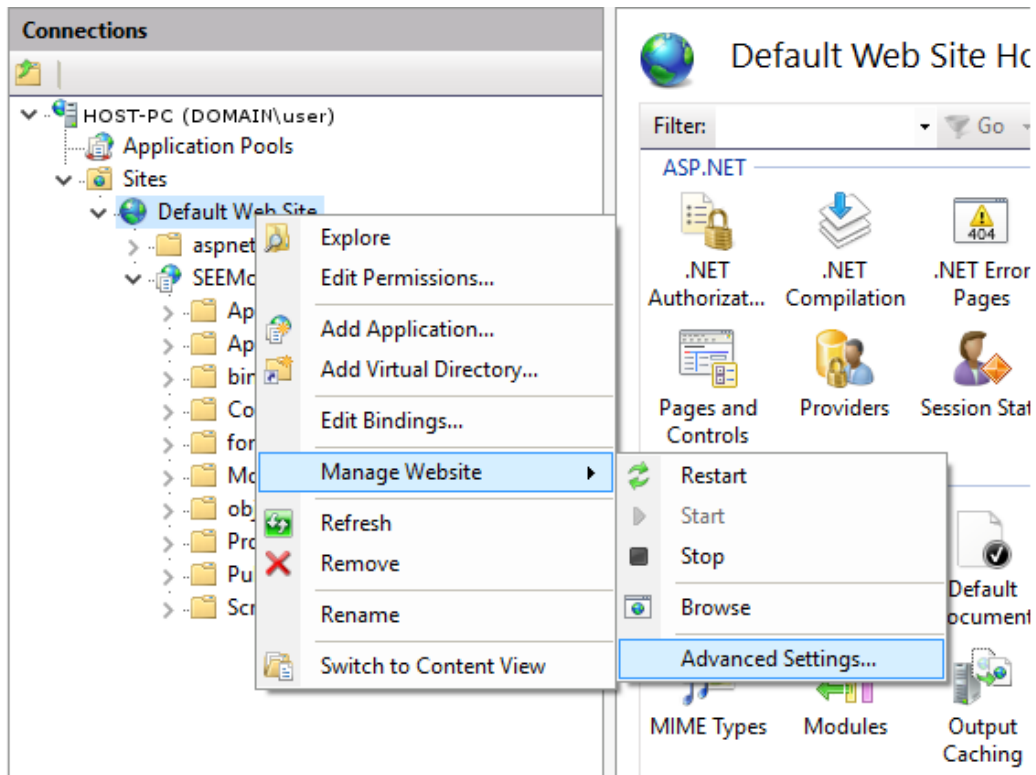 Connections
HOST-PC (DOMAIN\user)
Application Pools
Sites
Default Web Site
aspnet
SEEMo
Ap
Ap
bin
Co
for
Mo
ob
Pro
Pu
Scr
Explore
Edit Permissions...
Add Application...
Add Virtual Directory...
Edit Bindings...
Manage Website
Refresh
Remove
Rename
Switch to Content View
Restart
Start
Stop
Browse
Advanced Settings...
Default Web Site Ho
Filter:
Go
ASP.NET
.NET
Authorizat...
.NET
Compilation
404
.NET Error
Pages
Pages and
Controls
Providers
Session Stat
Default
ocument
MIME Types
Modules
Output
Caching